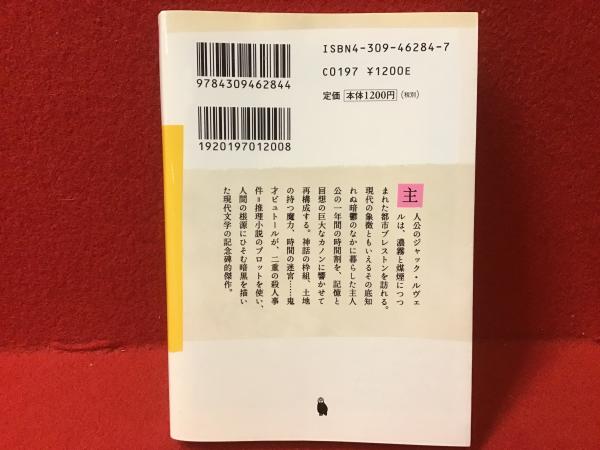 ISBN4-309-46284-7
C0197 ¥1200E
定価 本体1200円 (税別)
9784309462844
1920197012008
主人公のジャック・ルヴェ
ルは、濃霧と煤煙につつ
まれた都市ブレストンを訪れる。
現代の象徴ともいえるその底知
れぬ暗鬱のなかに暮らした主人
公の一年間の時間割を、記憶と
回想の巨大なカノンに響かせて
再構成する。神話の枠組、土地
の持つ魔力、時間の迷宮……鬼
才ビュトールが、二重の殺人事
件=推理小説のプロットを使い、
人間の根源にひそむ暗黒を描い
た現代文学の記念碑的傑作。